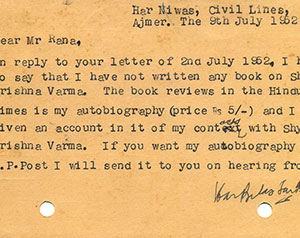 Har Niwas, Civil Lines,
Ajmer. The 9th July 1952
ear Mr Rana,
n reply to your letter of 2nd July 1952, I h
o say that I have not written any book on Sh
rishna Varma. The book reviews in the Hindu
imes is my autobiography (price Rs 5/-) and I
iven an account in it of my contact with Shy
rishna Varma. If you want my autobiography
.P.Post I will send it to you on hearing fro
Har Bilas Sarda